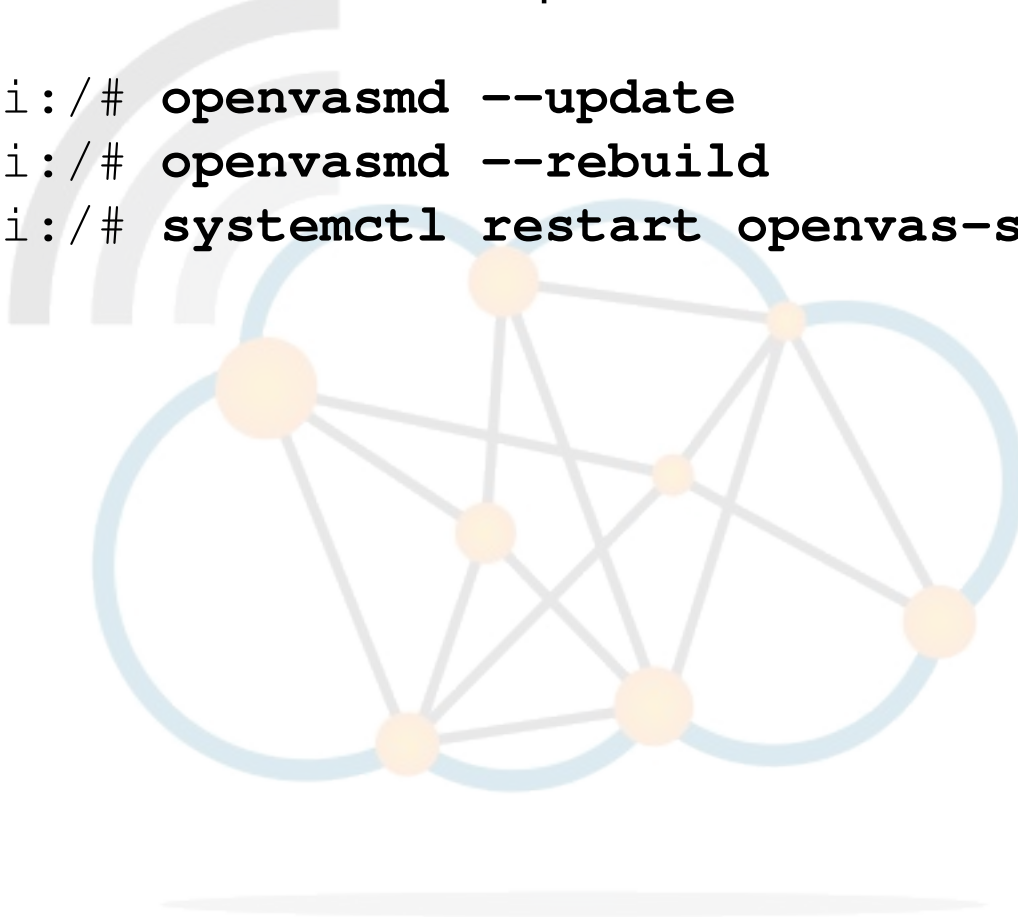 i:/# openvasmd --update
i:/# openvasmd --rebuild
i:/# systemctl restart openvas-s